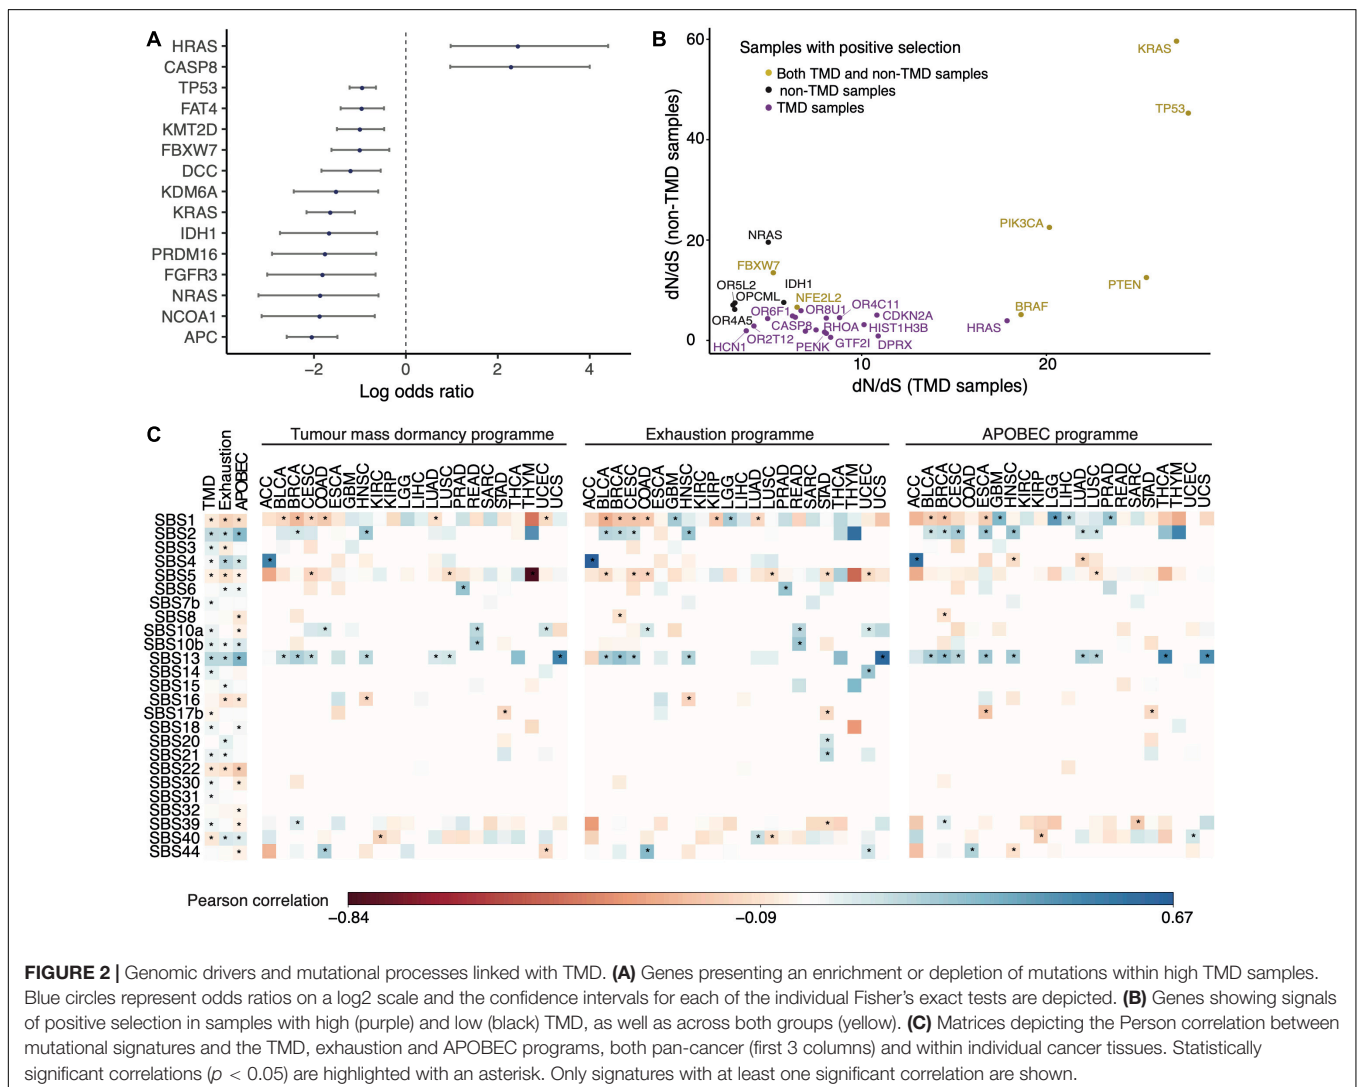 A
HRAS
CASP8
TP53
FAT4
KMT2D
FBXW7
DCC
KDM6A
KRAS
IDH1
PRDM16
FGFR3
NRAS
NCOA1
APC
−2 0 2 4
Log odds ratio
B
Samples with positive selection
Both TMD and non-TMD samples
non-TMD samples
TMD samples
dN/dS (non-TMD samples)
60
40
20
0
KRAS
TP53
PIK3CA
NRAS
FBXW7
PTEN
OR5L2
IDH1
OPCML
NFE2L2
BRAF
OR4C11
OR6F1
OR8U1
CDKN2A
OR4A5
CASP8
RHOA
HIST1H3B
HRAS
HCN1
OR2T12
PENK
GTF2I
DPRX
10 20
dN/dS (TMD samples)
C
Tumour mass dormancy programme
Exhaustion programme
APOBEC programme
TMD Exhaustion APOBEC
ACC BLCA BRCA CESC COAD ESCA GBM HNSC KIRC KIRP LGG LIHC LUAD LUSC PRAD READ SARC STAD THCA THYM UCEC UCS
ACC BLCA BRCA CESC COAD ESCA GBM HNSC KIRC KIRP LGG LIHC LUAD LUSC PRAD READ SARC STAD THCA THYM UCEC UCS
ACC BLCA BRCA CESC COAD ESCA GBM HNSC KIRC KIRP LGG LIHC LUAD LUSC PRAD READ SARC STAD THCA THYM UCEC UCS
SBS1
SBS2
SBS3
SBS4
SBS5
SBS6
SBS7b
SBS8
SBS10a
SBS10b
SBS13
SBS14
SBS15
SBS16
SBS17b
SBS18
SBS20
SBS21
SBS22
SBS30
SBS31
SBS32
SBS39
SBS40
SBS44
Pearson correlation
−0.84 −0.09 0.67
FIGURE 2 | Genomic drivers and mutational processes linked with TMD. (A) Genes presenting an enrichment or depletion of mutations within high TMD samples.
Blue circles represent odds ratios on a log2 scale and the confidence intervals for each of the individual Fisher's exact tests are depicted. (B) Genes showing signals
of positive selection in samples with high (purple) and low (black) TMD, as well as across both groups (yellow). (C) Matrices depicting the Person correlation between
mutational signatures and the TMD, exhaustion and APOBEC programs, both pan-cancer (first 3 columns) and within individual cancer tissues. Statistically
significant correlations (p < 0.05) are highlighted with an asterisk. Only signatures with at least one significant correlation are shown.